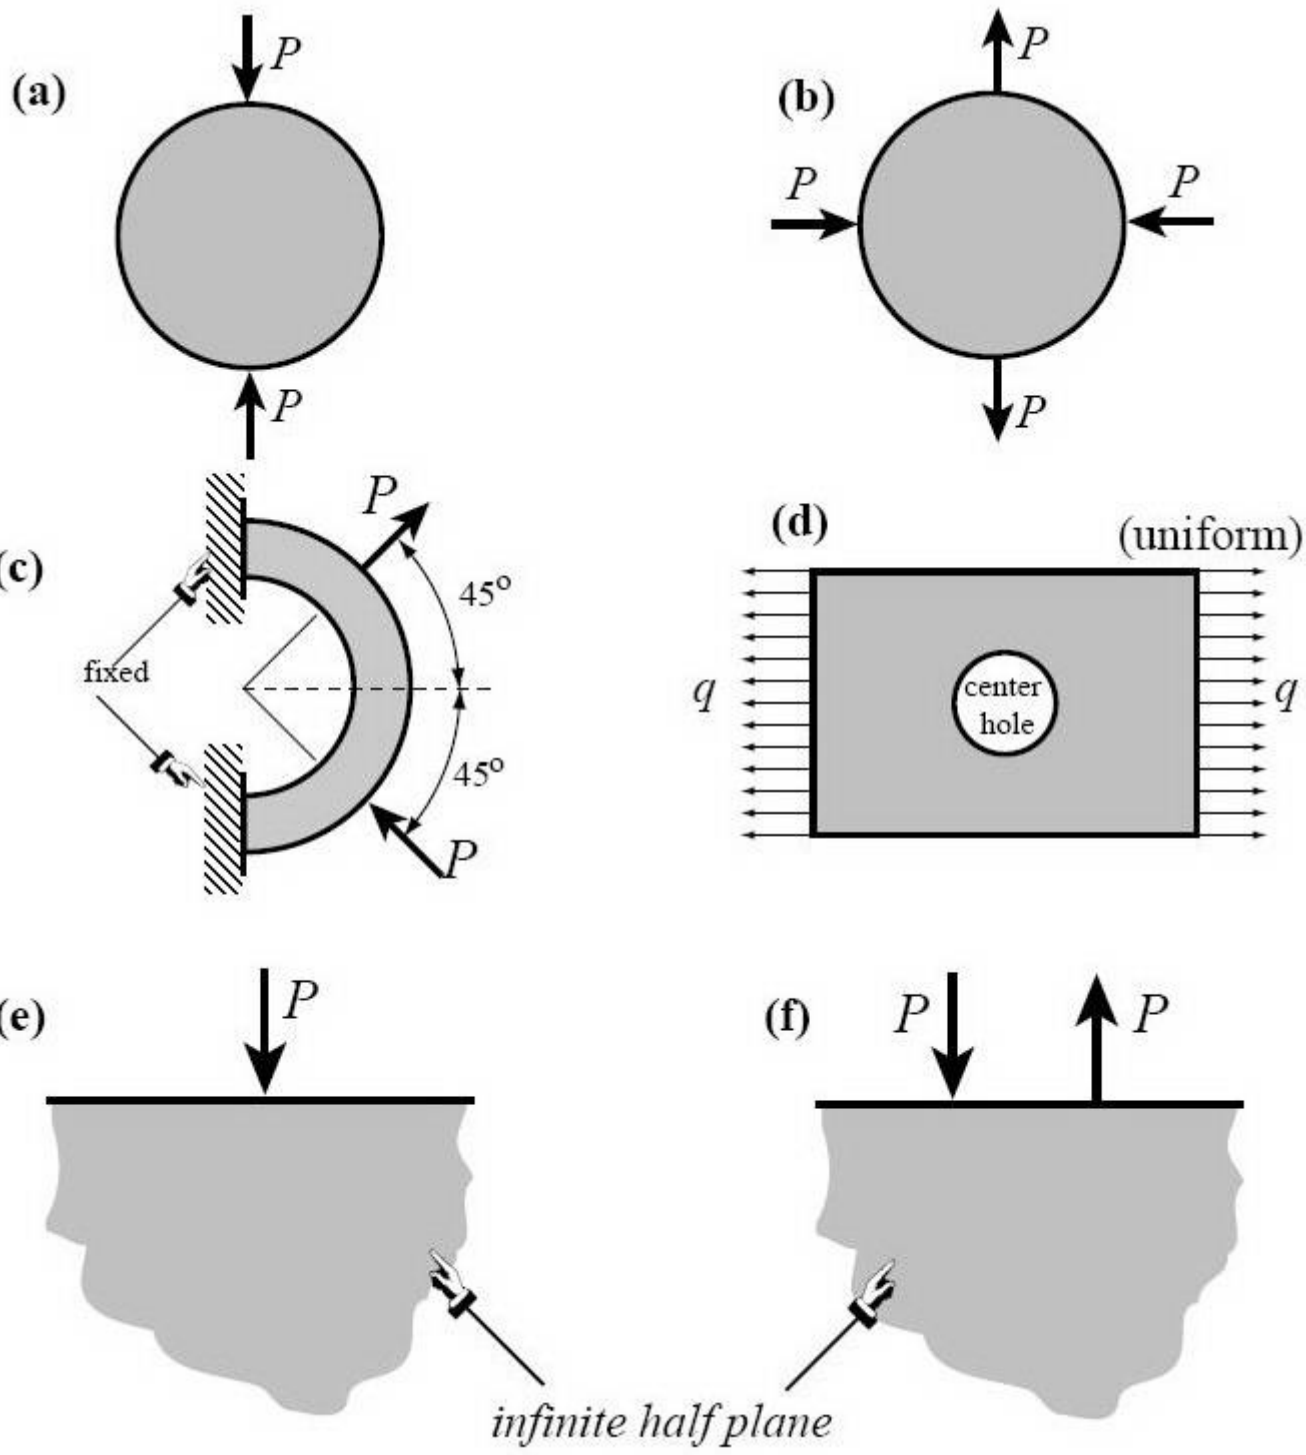 (a)
P
P
(b)
P
P
P
P
(c)
P
45°
fixed
45°
P
(d)
(uniform)
q
center
hole
q
(e)
P
(f)
P
P
infinite half plane